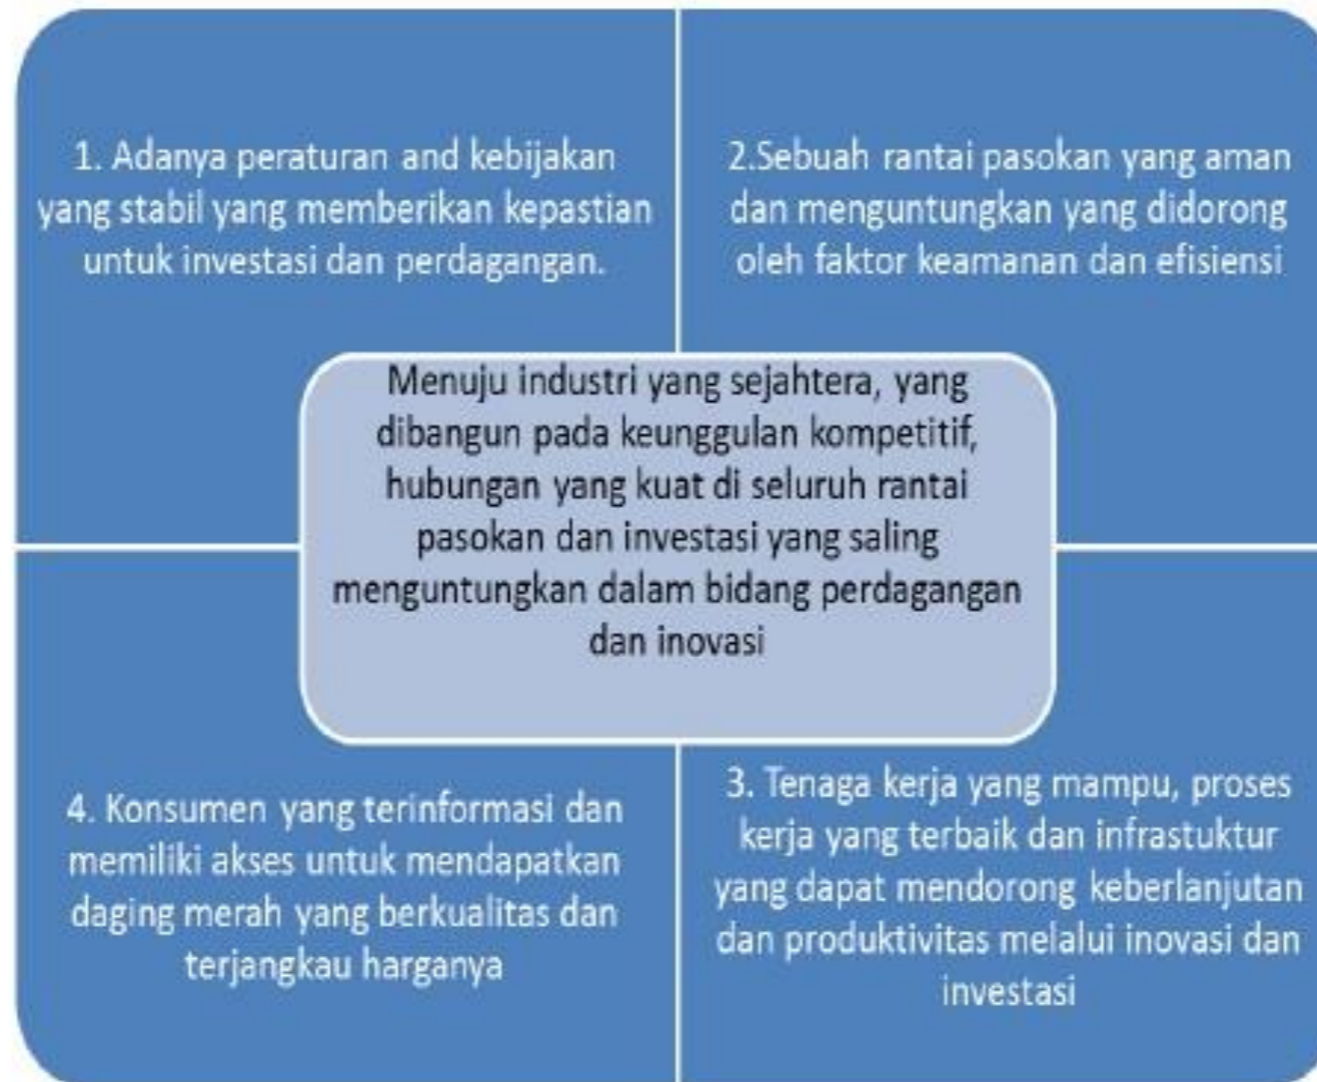 1. Adanya peraturan and kebijakan
yang stabil yang memberikan kepastian
untuk investasi dan perdagangan.
2.Sebuah rantai pasokan yang aman
dan menguntungkan yang didorong
oleh faktor keamanan dan efisiensi
Menuju industri yang sejahtera, yang
dibangun pada keunggulan kompetitif,
hubungan yang kuat di seluruh rantai
pasokan dan investasi yang saling
menguntungkan dalam bidang perdagangan
dan inovasi
4. Konsumen yang terinformasi dan
memiliki akses untuk mendapatkan
daging merah yang berkualitas dan
terjangkau harganya
3. Tenaga kerja yang mampu, proses
kerja yang terbaik dan infrastuktur
yang dapat mendorong keberlanjutan
dan produktivitas melalui inovasi dan
investasi